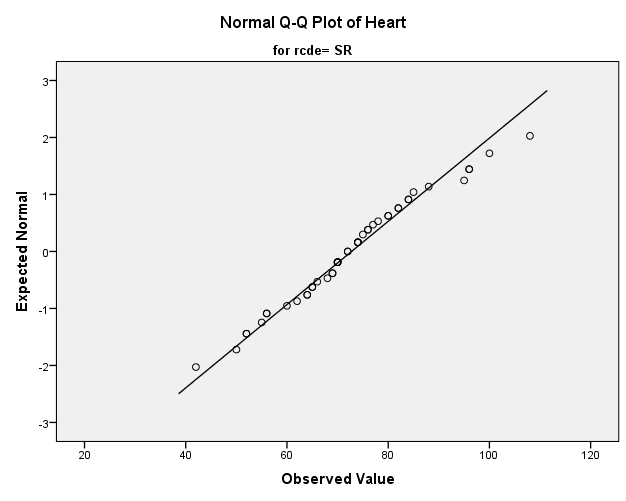 Normal Q-Q Plot of Heart
for rcde= SR
3
2
1
0
-1
-2
-3
Expected Normal
20 40 60 80 100 120
Observed Value